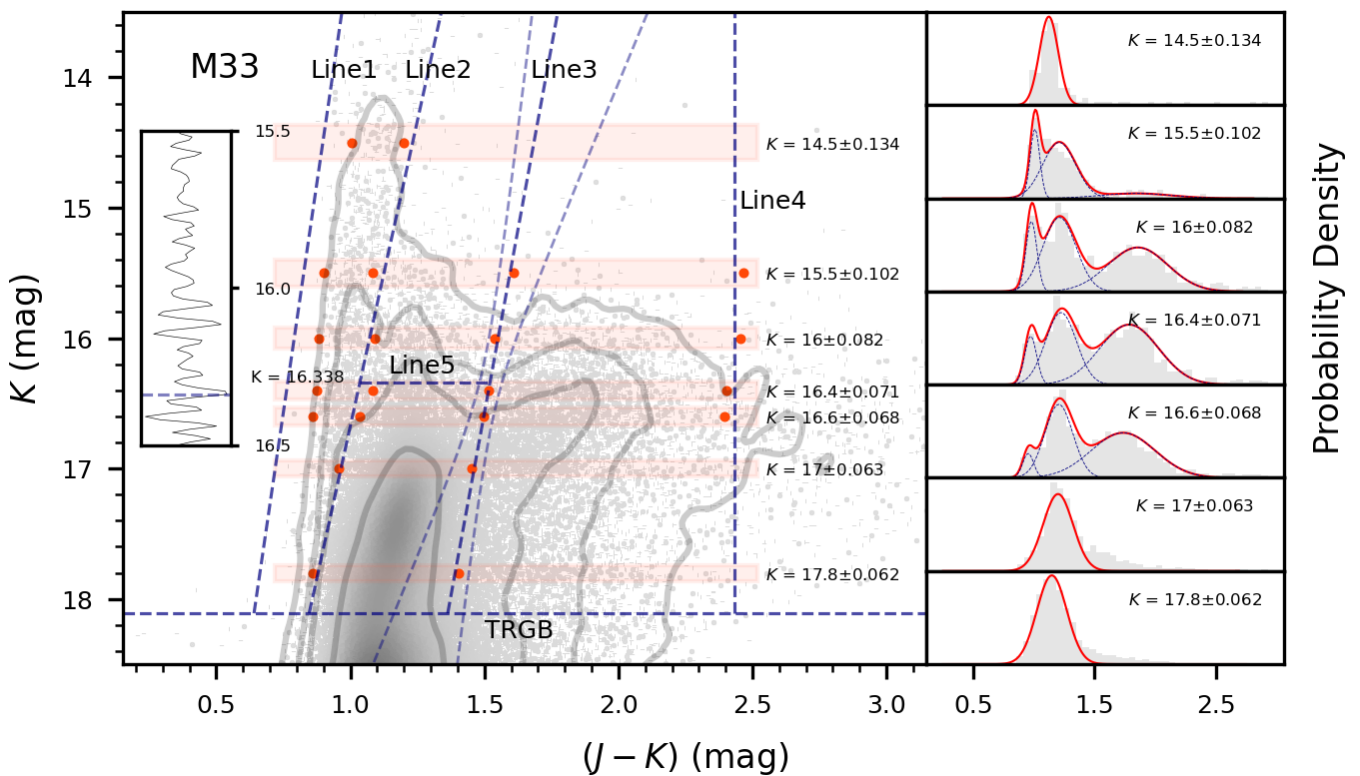 M33
Line1
Line2
Line3
Line4
Line5
TRGB
K = 14.5±0.134
K = 15.5±0.102
K = 16±0.082
K = 16.4±0.071
K = 16.6±0.068
K = 17±0.063
K = 17.8±0.062
15.5
16.0
K = 16.338
16.5
14
15
16
17
18
K (mag)
0.5 1.0 1.5 2.0 2.5 3.0
(J − K) (mag)
K = 14.5±0.134
K = 15.5±0.102
K = 16±0.082
K = 16.4±0.071
K = 16.6±0.068
K = 17±0.063
K = 17.8±0.062
0.5 1.5 2.5
Probability Density